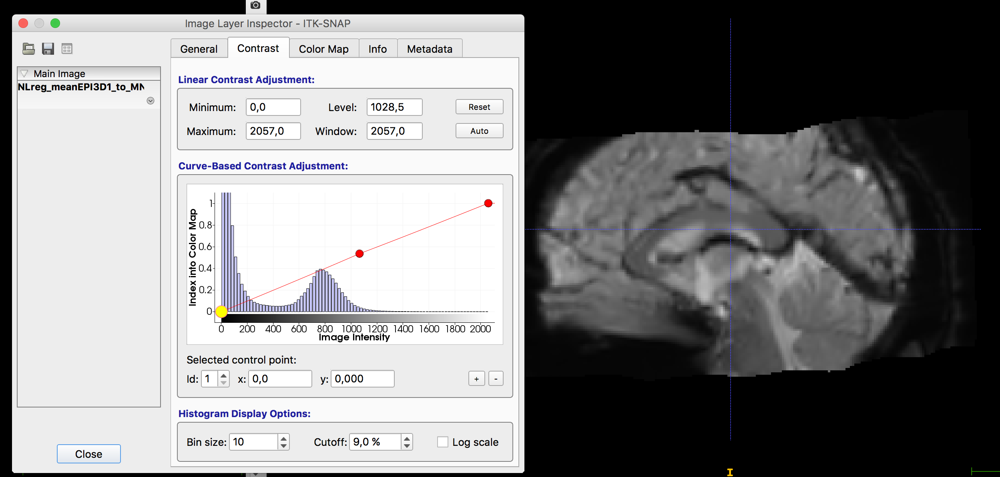 Image Layer Inspector - ITK-SNAP
General Contrast Color Map Info Metadata
Main Image
NLreg_meanEPI3D1_to_MN
Linear Contrast Adjustment:
Minimum: 0,0 Level: 1028,5 Reset
Maximum: 2057,0 Window: 2057,0 Auto
Curve-Based Contrast Adjustment:
Index into Color Map
1
0.8
0.6
0.4
0.2
0
0 200 400 600 800 1000 1200 1400 1600 1800 2000
Image Intensity
Selected control point:
Id: 1 x: 0,0 y: 0,000 + -
Histogram Display Options:
Bin size: 10 Cutoff: 9,0 % Log scale
Close
I